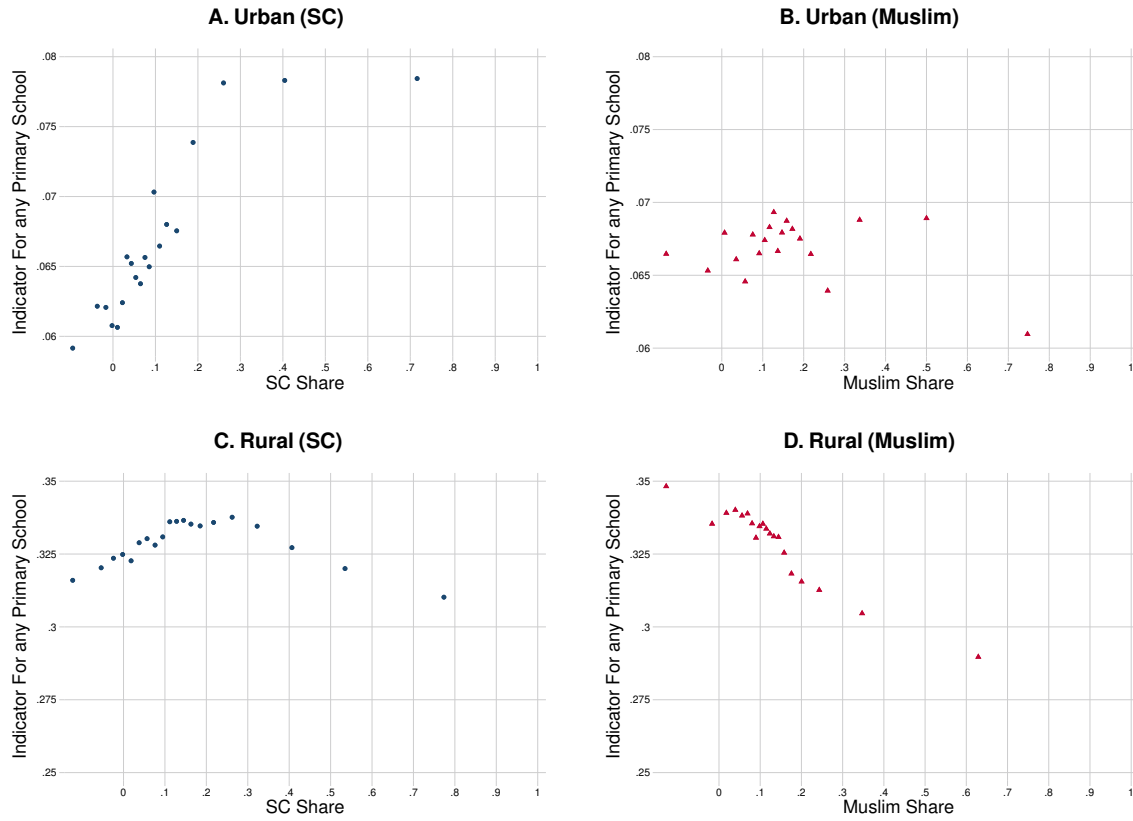 A. Urban (SC)
Indicator For any Primary School
.08
.075
.07
.065
.06
0 .1 .2 .3 .4 .5 .6 .7 .8 .9 1
SC Share
B. Urban (Muslim)
Indicator For any Primary School
.08
.075
.07
.065
.06
0 .1 .2 .3 .4 .5 .6 .7 .8 .9 1
Muslim Share
C. Rural (SC)
Indicator For any Primary School
.35
.325
.3
.275
.25
0 .1 .2 .3 .4 .5 .6 .7 .8 .9 1
SC Share
D. Rural (Muslim)
Indicator For any Primary School
.35
.325
.3
.275
.25
0 .1 .2 .3 .4 .5 .6 .7 .8 .9 1
Muslim Share